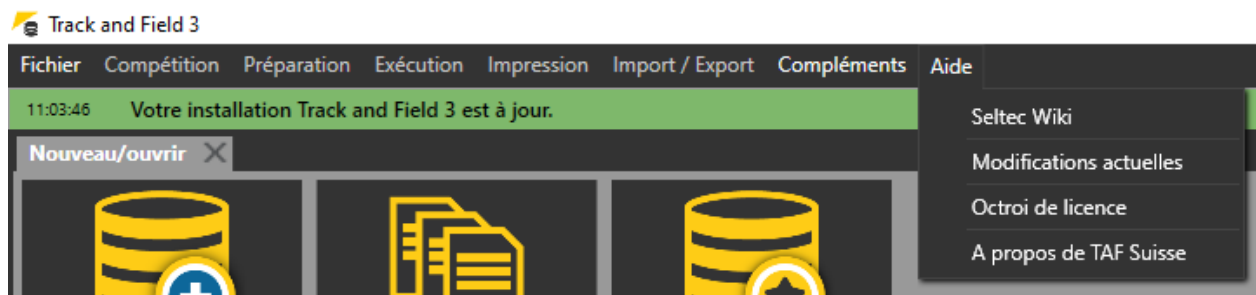 Track and Field 3
Fichier Compétition Préparation Exécution Impression Import / Export Compléments Aide
11:03:46 Votre installation Track and Field 3 est à jour.
Seltec Wiki
Nouveau/ouvrir
Modifications actuelles
Octroi de licence
A propos de TAF Suisse